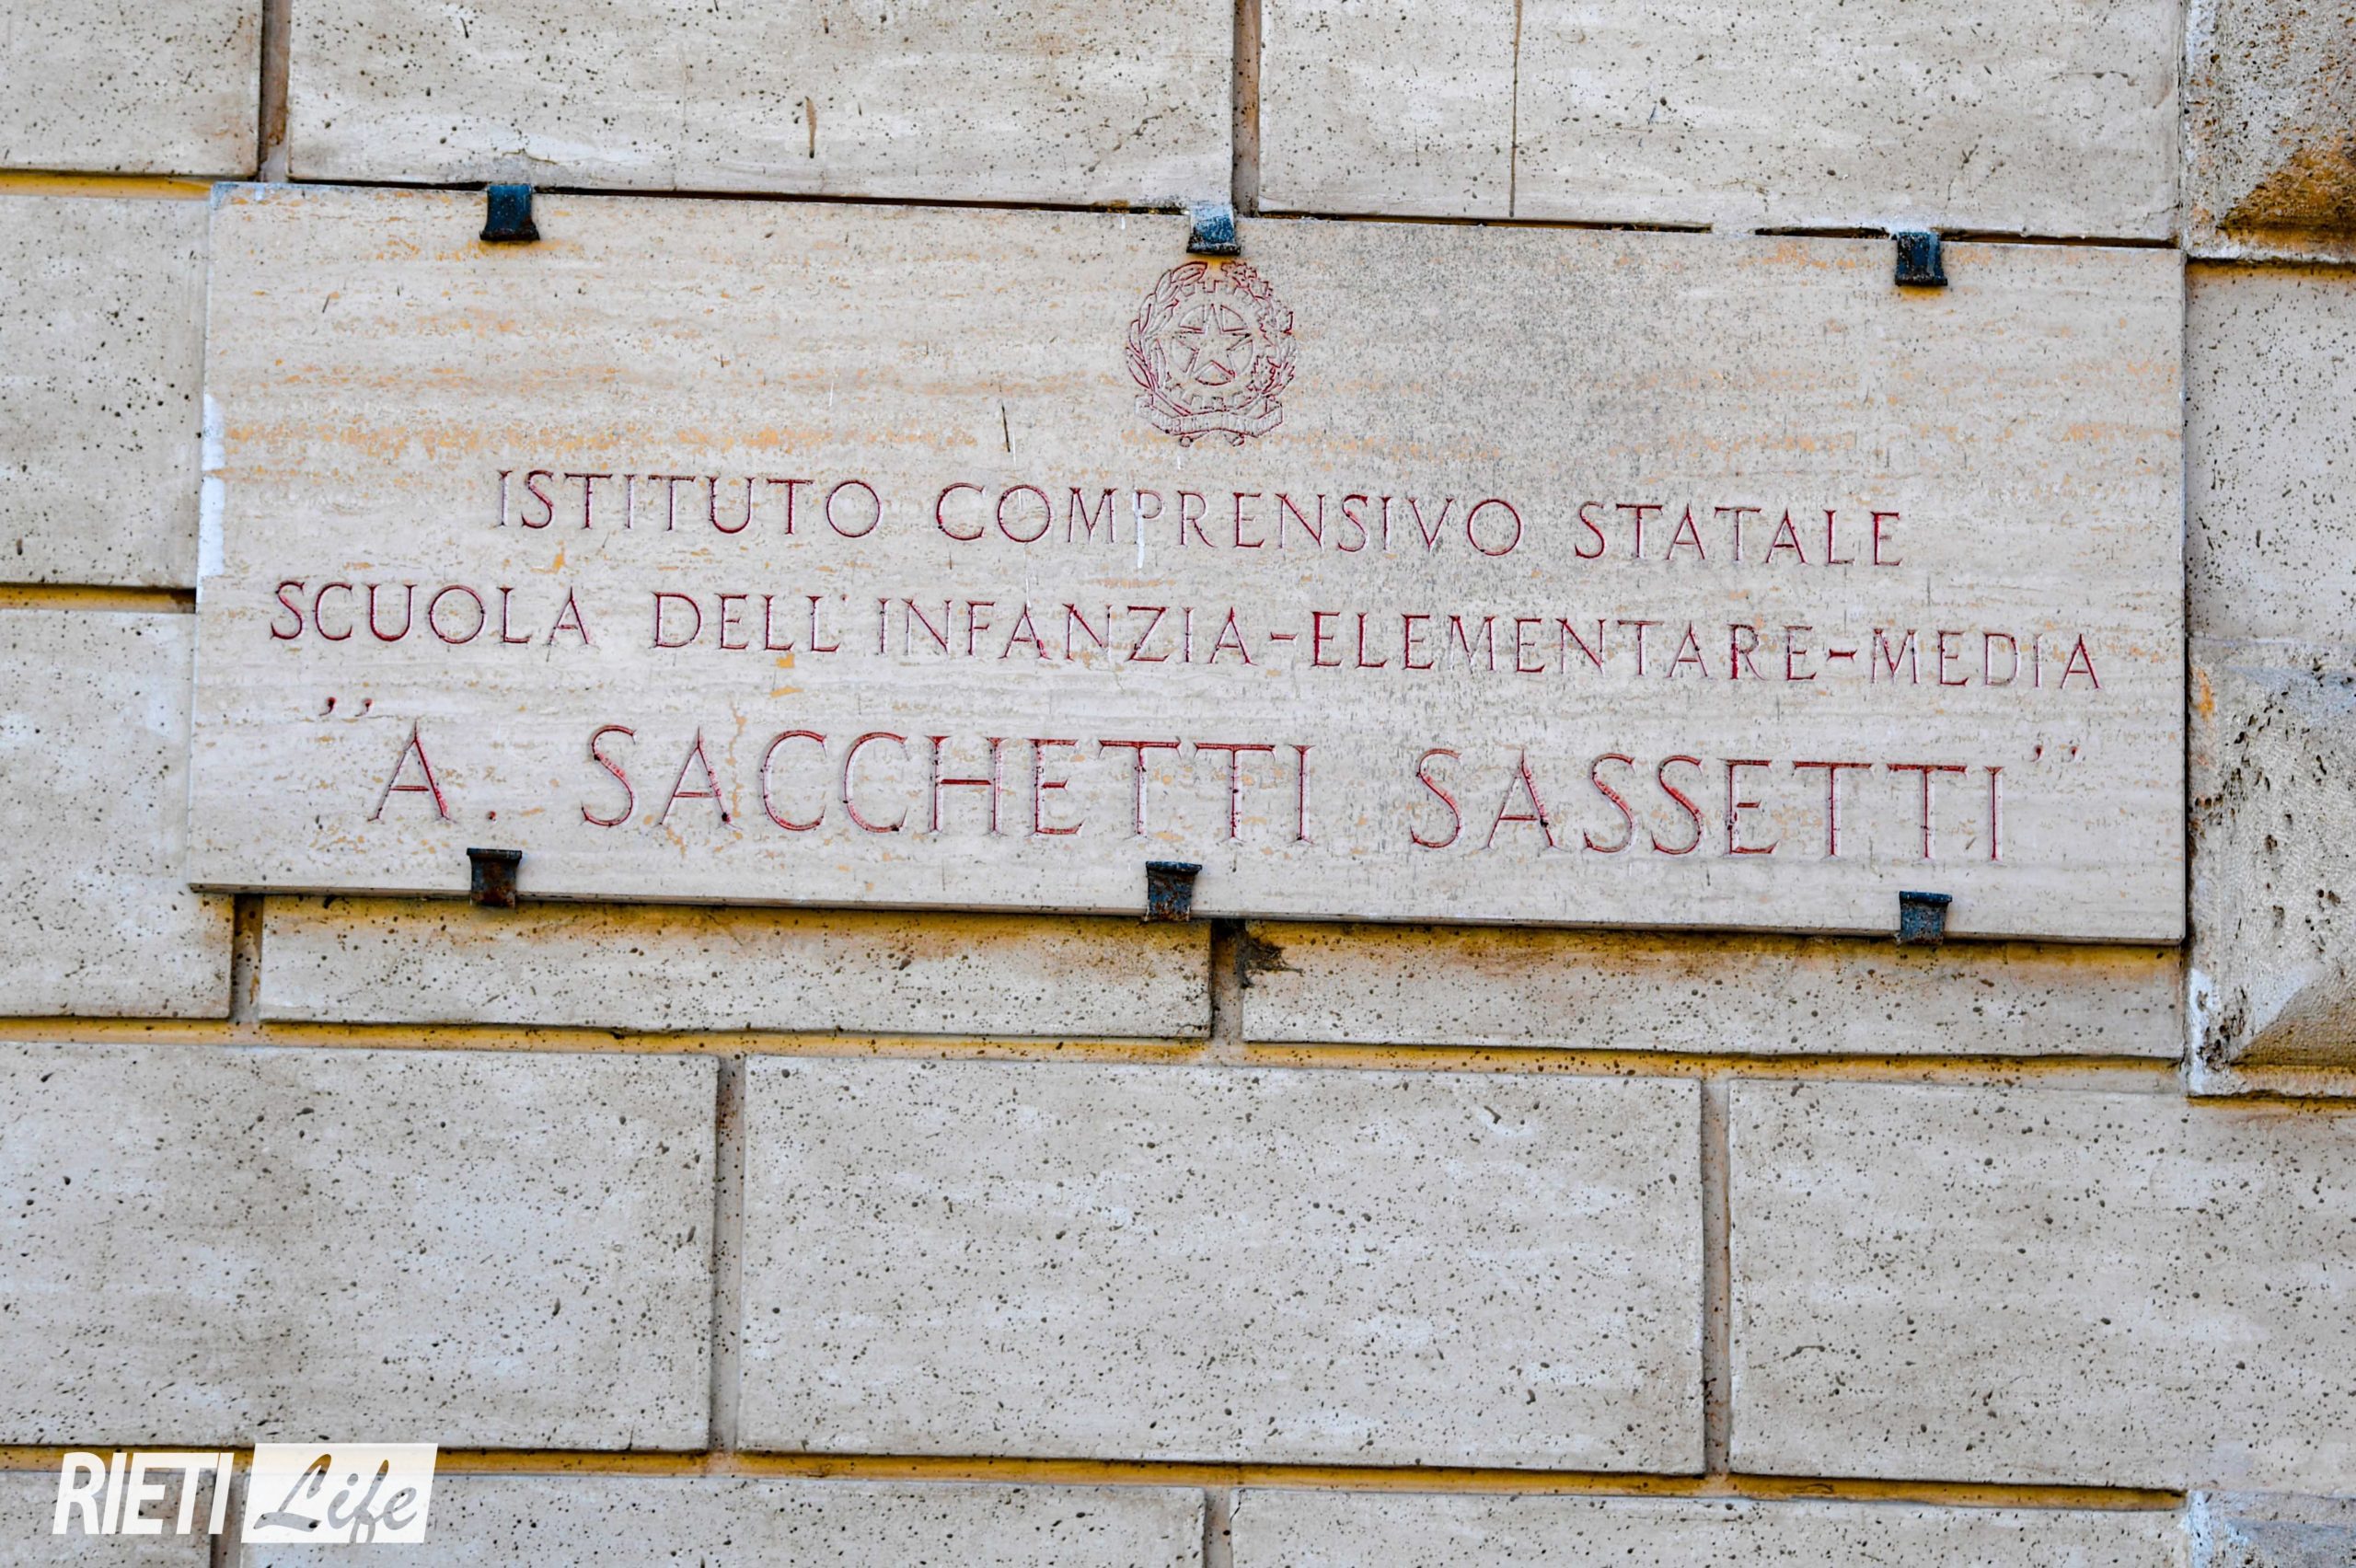 ISTITUTO COMPRENSIVO STATALE
SCUOLA DELL'INFANZIA-ELEMENTARE-MEDIA
"A. SACCHETTI SASSETTI"
RIETI Life